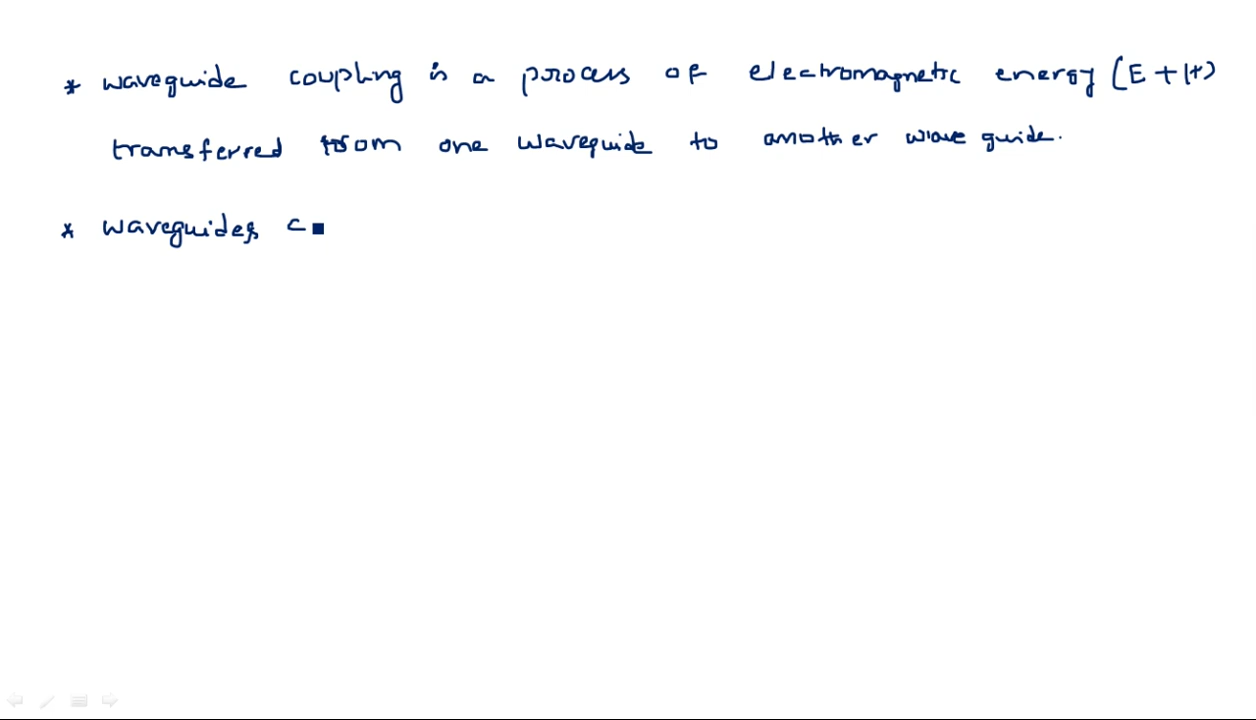 * waveguide coupling is a process of electromagnetic energy (E + H)
transferred from one waveguide to another wave guide.
* waveguides c